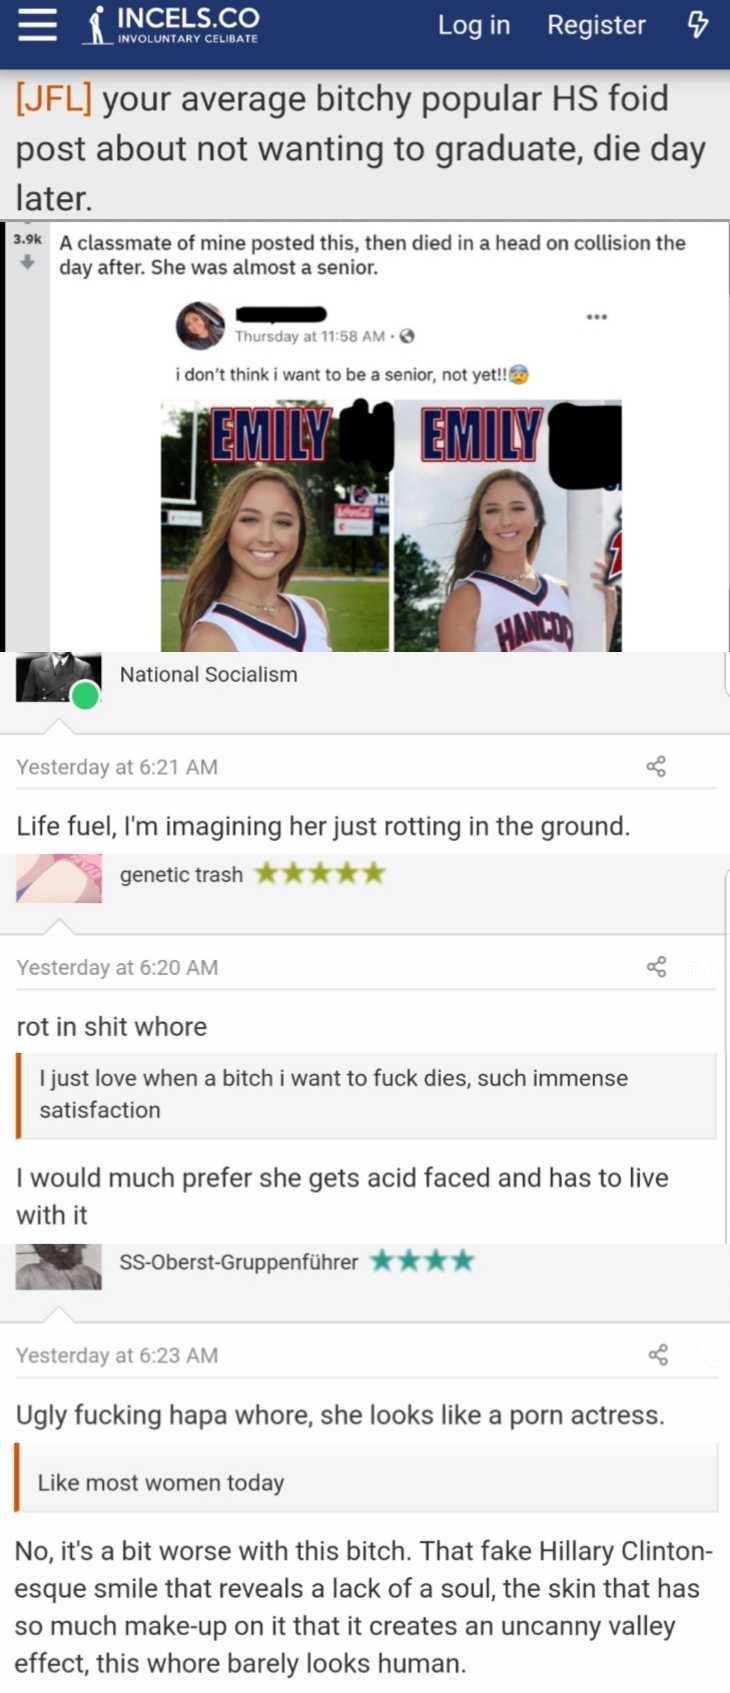 INCELS.CO
INVOLUNTARY CELIBATE
Log in Register
[JFL] your average bitchy popular HS foid
post about not wanting to graduate, die day
later.
3.9k
A classmate of mine posted this, then died in a head on collision the
day after. She was almost a senior.
Thursday at 11:58 AM ·
i don't think i want to be a senior, not yet!!😰
EMILY
EMILY
Coca-Cola
HANCOC
National Socialism
Yesterday at 6:21 AM
Life fuel, I'm imagining her just rotting in the ground.
genetic trash ★★★★★
Yesterday at 6:20 AM
rot in shit whore
I just love when a bitch i want to fuck dies, such immense
satisfaction
I would much prefer she gets acid faced and has to live
with it
SS-Oberst-Gruppenführer ★★★★
Yesterday at 6:23 AM
Ugly fucking hapa whore, she looks like a porn actress.
Like most women today
No, it's a bit worse with this bitch. That fake Hillary Clinton-
esque smile that reveals a lack of a soul, the skin that has
so much make-up on it that it creates an uncanny valley
effect, this whore barely looks human.